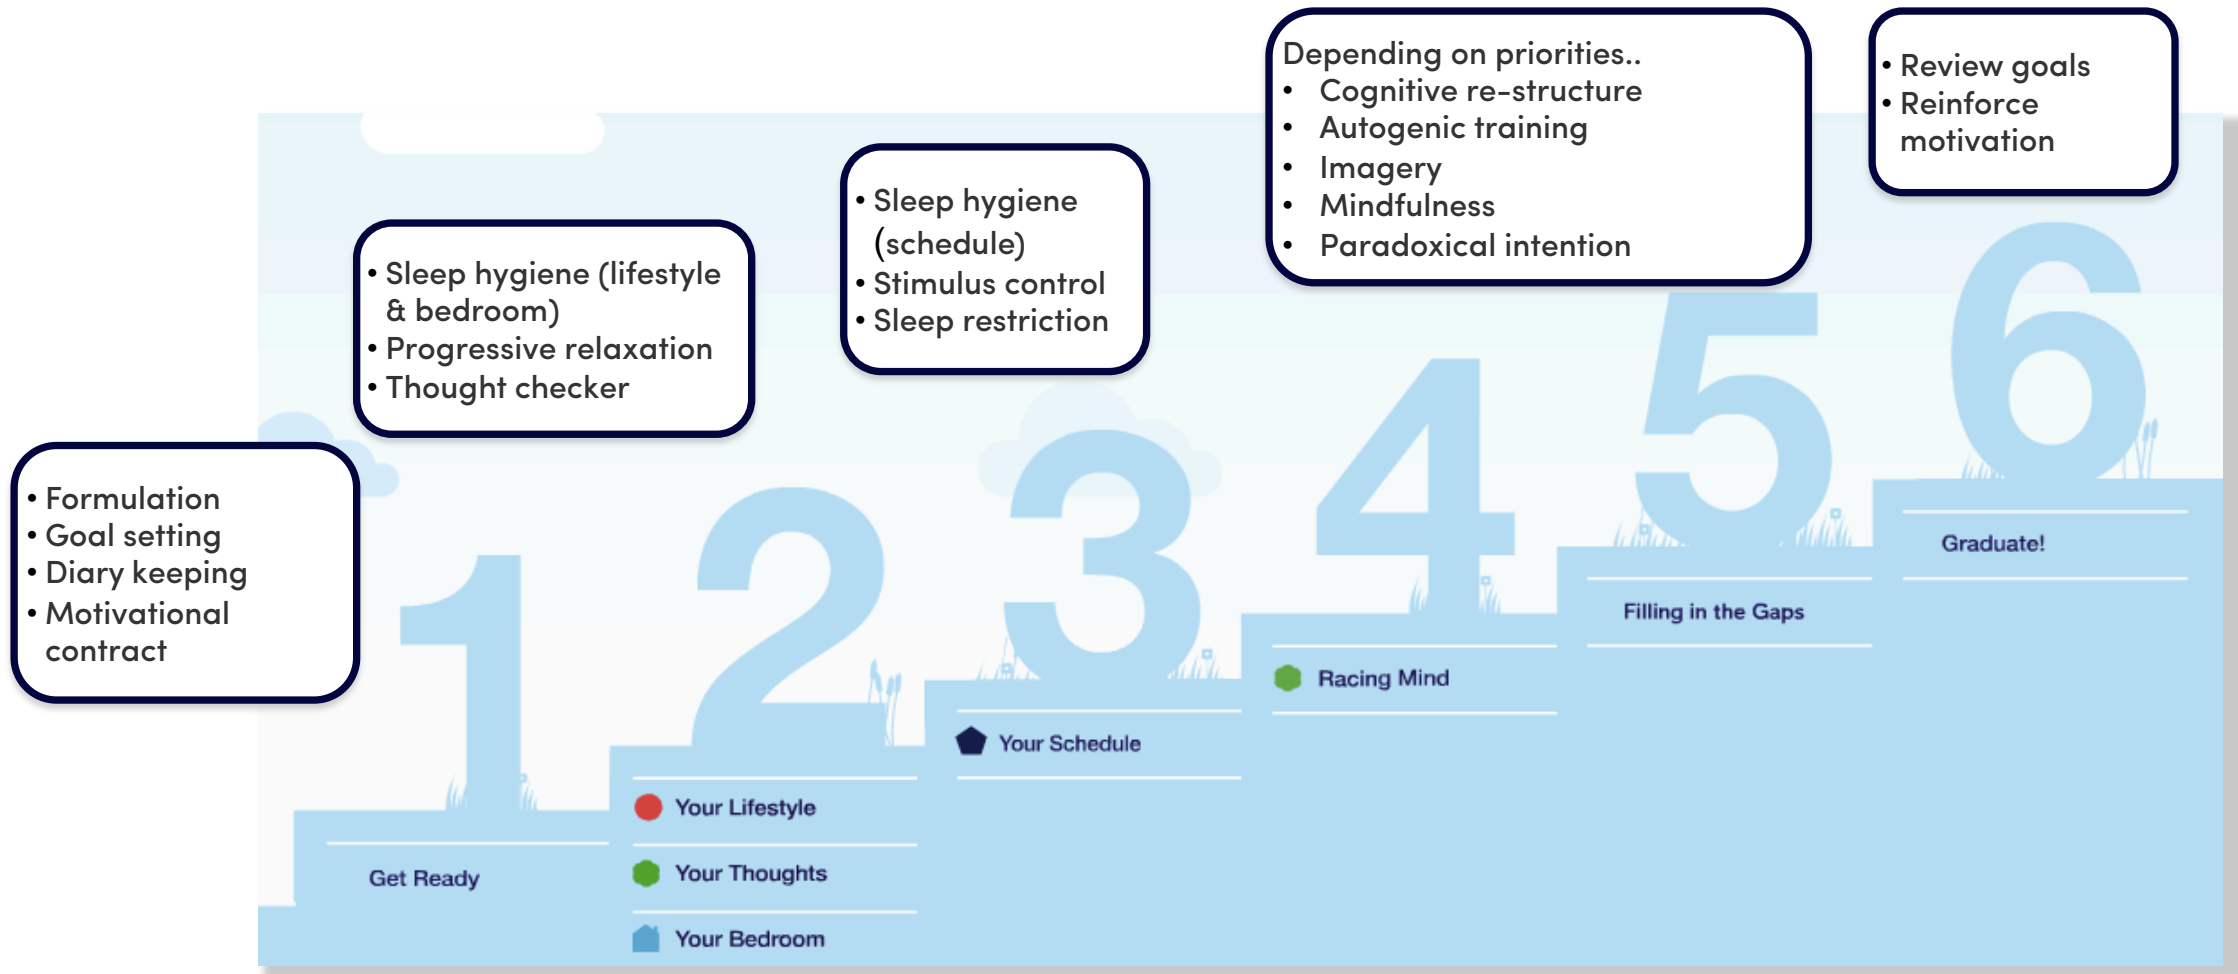 • Formulation
• Goal setting
• Diary keeping
• Motivational
contract
1
Get Ready
• Sleep hygiene (lifestyle
& bedroom)
• Progressive relaxation
• Thought checker
2
Your Lifestyle
Your Thoughts
Your Bedroom
• Sleep hygiene
(schedule)
• Stimulus control
• Sleep restriction
3
Your Schedule
Depending on priorities..
• Cognitive re-structure
• Autogenic training
• Imagery
• Mindfulness
• Paradoxical intention
4
Racing Mind
5
Filling in the Gaps
• Review goals
• Reinforce
motivation
6
Graduate!